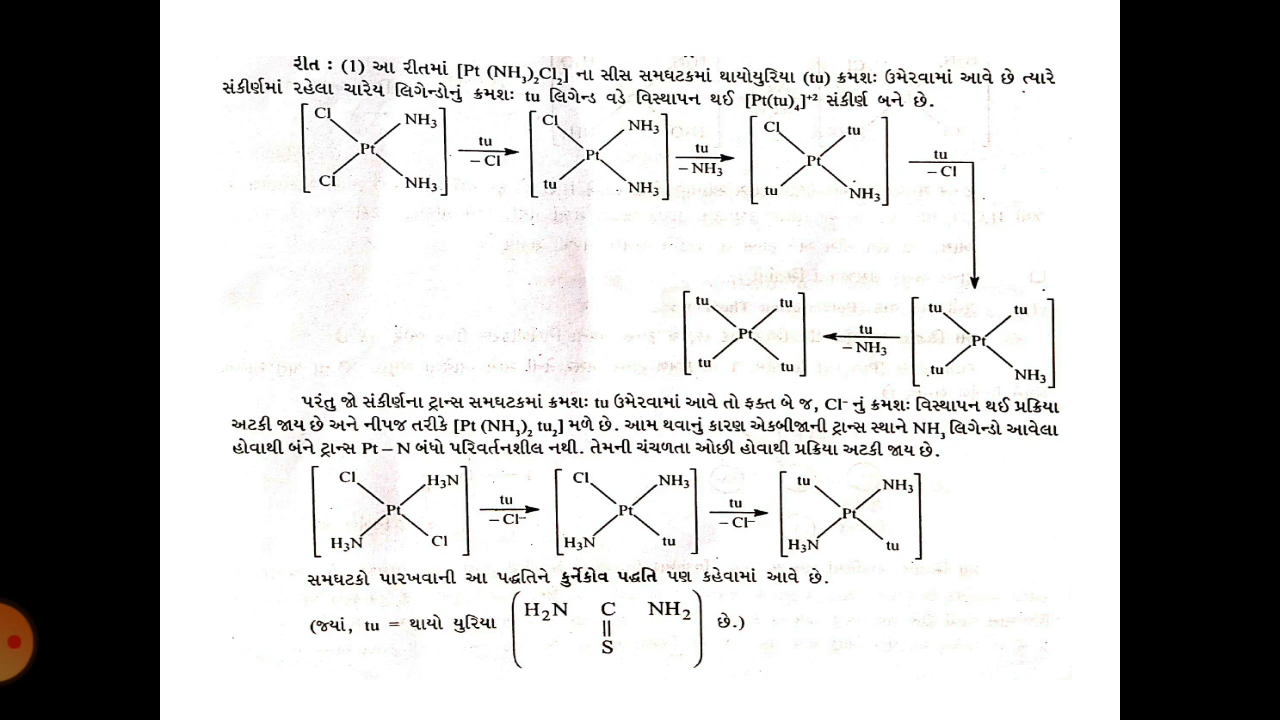 રીત : (1) આ રીતમાં [Pt (NH₃)₂Cl₂] ના સીસ સમઘટકમાં થાયોયુરિયા (tu) ક્રમશઃ ઉમેરવામાં આવે છે ત્યારે
સંકીર્ણમાં રહેલા ચારેય લિગેન્ડોનું ક્રમશઃ tu લિગેન્ડ વડે વિસ્થાપન થઈ [Pt(tu)₄]⁺² સંકીર્ણ બને છે.
Cl NH₃ Cl NH₃ Cl tu
Pt tu – Cl Pt tu – NH₃ Pt tu – Cl
Cl NH₃ tu NH₃ tu NH₃
tu tu tu tu
Pt tu – NH₃ Pt
tu tu tu NH₃
પરંતુ જો સંકીર્ણના ટ્રાન્સ સમઘટકમાં ક્રમશઃ tu ઉમેરવામાં આવે તો ફક્ત બે જ, Cl⁻ નું ક્રમશઃ વિસ્થાપન થઈ પ્રક્રિયા
અટકી જાય છે અને નીપજ તરીકે [Pt (NH₃)₂ tu₂] મળે છે. આમ થવાનું કારણ એકબીજાની ટ્રાન્સ સ્થાને NH₃ લિગેન્ડો આવેલા
હોવાથી બંને ટ્રાન્સ Pt – N બંધો પરિવર્તનશીલ નથી. તેમની ચંચળતા ઓછી હોવાથી પ્રક્રિયા અટકી જાય છે.
Cl H₃N Cl NH₃ tu NH₃
Pt tu – Cl⁻ Pt tu – Cl⁻ Pt
H₃N Cl H₃N tu H₃N tu
સમઘટકો પારખવાની આ પદ્ધતિને કુર્નેકોવ પદ્ધતિ પણ કહેવામાં આવે છે.
(જ્યાં, tu = થાયો યુરિયા ( H₂N C NH₂ ) છે.)
||
S